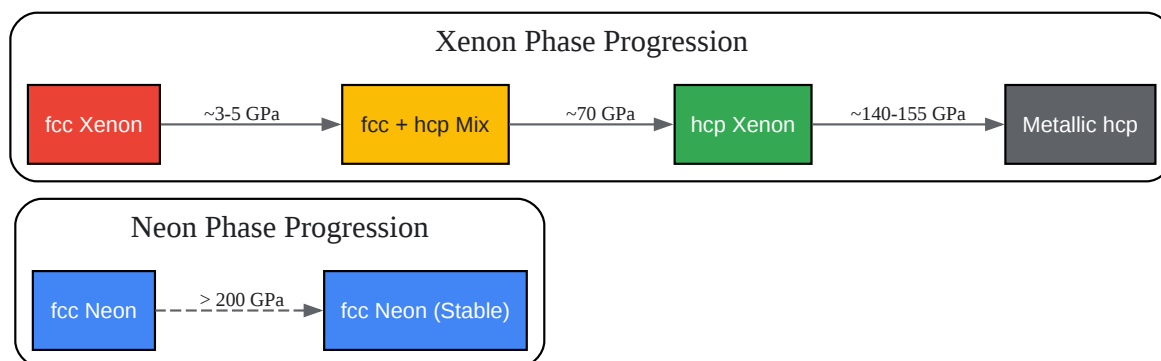 Xenon Phase Progression
fcc Xenon
~3-5 GPa
fcc + hcp Mix
~70 GPa
hcp Xenon
~140-155 GPa
Metallic hcp
Neon Phase Progression
fcc Neon
> 200 GPa
fcc Neon (Stable)